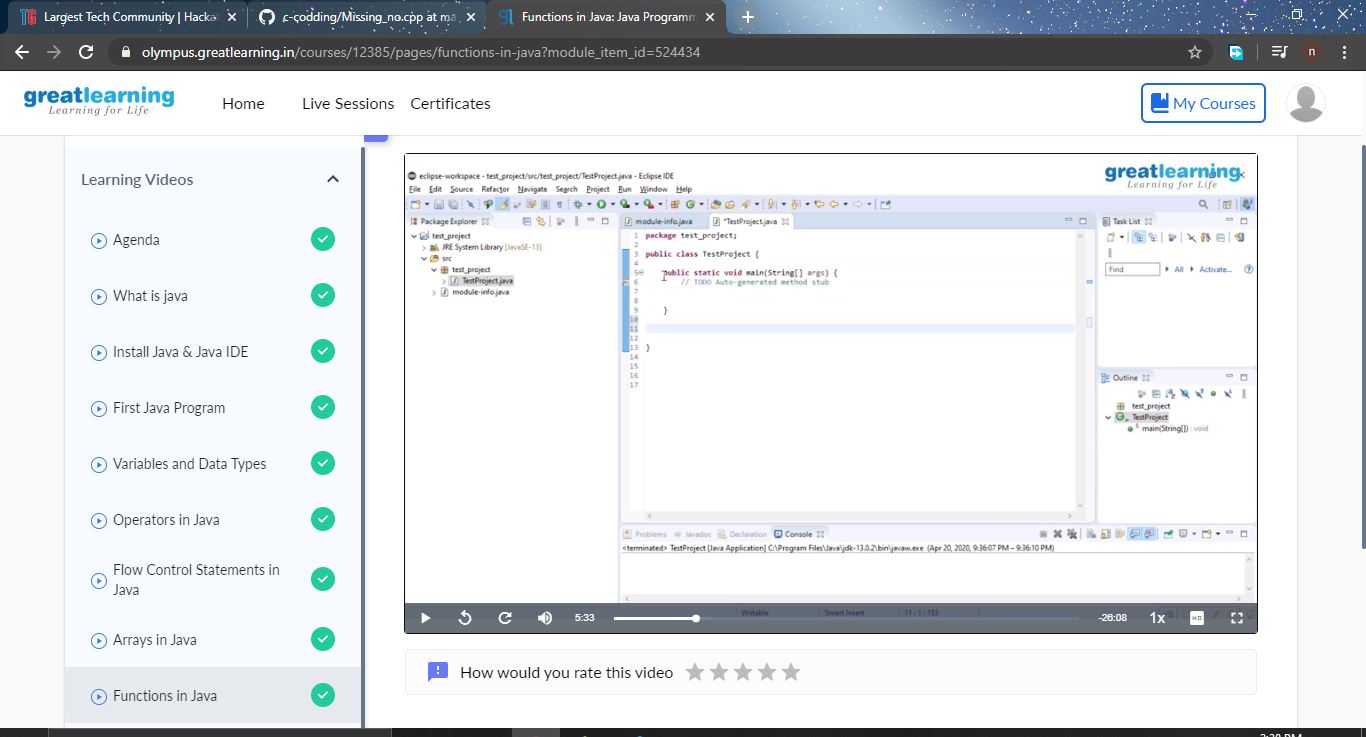 Largest Tech Community | Hacka
c-codding/Missing_no.cpp at ma
Functions in Java: Java Programm
olympus.greatlearning.in/courses/12385/pages/functions-in-java?module_item_id=524434
n
greatlearning
Learning for Life
Home
Live Sessions
Certificates
My Courses
Learning Videos
Agenda
What is java
Install Java & Java IDE
First Java Program
Variables and Data Types
Operators in Java
Flow Control Statements in
Java
Arrays in Java
Functions in Java
eclipse-workspace - test_project/src/test_project/TestProject.java - Eclipse IDE
greatlearning
Learning for Life
File Edit Source Refactor Navigate Search Project Run Window Help
Package Explorer
test_project
JRE System Library [JavaSE-13]
src
test_project
TestProject.java
module-info.java
module-info.java
*TestProject.java
1 package test_project;
2
3 public class TestProject {
4
5 public static void main(String[] args) {
6 // TODO Auto-generated method stub
7
8
9 }
10
11
12
13 }
14
15
16
17
Task List
Find
All
Activate...
Outline
test_project
TestProject
main(String[]) : void
Problems
Javadoc
Declaration
Console
<terminated> TestProject [Java Application] C:\Program Files\Java\jdk-13.0.2\bin\javaw.exe (Apr 20, 2020, 9:36:07 PM – 9:36:10 PM)
Writable
Smart Insert
11 : 1 : 153
5:33
-26:08
1x
HD
How would you rate this video